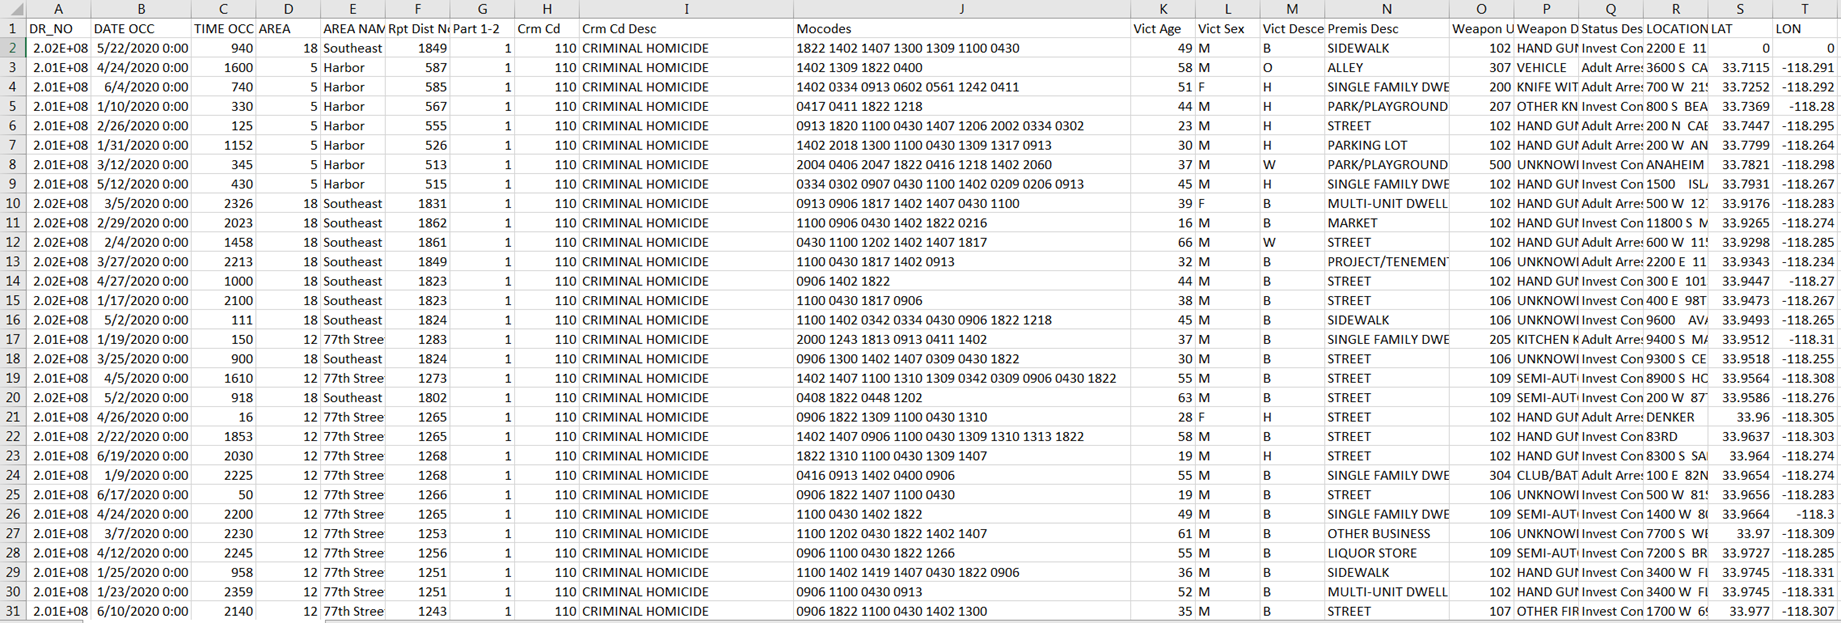 A B C D E F G H I J K L M N O P Q R S T
1 DR_NO DATE OCC TIME OCC AREA AREA NAM Rpt Dist No Part 1-2 Crm Cd Crm Cd Desc Mocodes Vict Age Vict Sex Vict Desce Premis Desc Weapon U Weapon D Status Des LOCATION LAT LON
2 2.02E+08 5/22/2020 0:00 940 18 Southeast 1849 1 110 CRIMINAL HOMICIDE 1822 1402 1407 1300 1309 1100 0430 49 M B SIDEWALK 102 HAND GUN Invest Con 2200 E 11 0 0
3 2.01E+08 4/24/2020 0:00 1600 5 Harbor 587 1 110 CRIMINAL HOMICIDE 1402 1309 1822 0400 58 M O ALLEY 307 VEHICLE Adult Arres 3600 S CA 33.7115 -118.291
4 2.01E+08 6/4/2020 0:00 740 5 Harbor 585 1 110 CRIMINAL HOMICIDE 1402 0334 0913 0602 0561 1242 0411 51 F H SINGLE FAMILY DWE 200 KNIFE WIT Adult Arres 700 W 21S 33.7252 -118.292
5 2.01E+08 1/10/2020 0:00 330 5 Harbor 567 1 110 CRIMINAL HOMICIDE 0417 0411 1822 1218 44 M H PARK/PLAYGROUND 207 OTHER KN Invest Con 800 S BEA 33.7369 -118.28
6 2.01E+08 2/26/2020 0:00 125 5 Harbor 555 1 110 CRIMINAL HOMICIDE 0913 1820 1100 0430 1407 1206 2002 0334 0302 23 M H STREET 102 HAND GUN Adult Arres 200 N CAB 33.7447 -118.295
7 2.01E+08 1/31/2020 0:00 1152 5 Harbor 526 1 110 CRIMINAL HOMICIDE 1402 2018 1300 1100 0430 1309 1317 0913 30 M H PARKING LOT 102 HAND GUN Adult Arres 200 W AN 33.7799 -118.264
8 2.01E+08 3/12/2020 0:00 345 5 Harbor 513 1 110 CRIMINAL HOMICIDE 2004 0406 2047 1822 0416 1218 1402 2060 37 M W PARK/PLAYGROUND 500 UNKNOWN Invest Con ANAHEIM 33.7821 -118.298
9 2.01E+08 5/12/2020 0:00 430 5 Harbor 515 1 110 CRIMINAL HOMICIDE 0334 0302 0907 0430 1100 1402 0209 0206 0913 45 M H SINGLE FAMILY DWE 102 HAND GUN Invest Con 1500 ISLA 33.7931 -118.267
10 2.02E+08 3/5/2020 0:00 2326 18 Southeast 1831 1 110 CRIMINAL HOMICIDE 0913 0906 1817 1402 1407 0430 1100 39 F B MULTI-UNIT DWELL 102 HAND GUN Adult Arres 500 W 127 33.9176 -118.283
11 2.02E+08 2/29/2020 0:00 2023 18 Southeast 1862 1 110 CRIMINAL HOMICIDE 1100 0906 0430 1402 1822 0216 16 M B MARKET 102 HAND GUN Invest Con 11800 S M 33.9265 -118.274
12 2.02E+08 2/4/2020 0:00 1458 18 Southeast 1861 1 110 CRIMINAL HOMICIDE 0430 1100 1202 1402 1407 1817 66 M W STREET 102 HAND GUN Adult Arres 600 W 115 33.9298 -118.285
13 2.02E+08 3/27/2020 0:00 2213 18 Southeast 1849 1 110 CRIMINAL HOMICIDE 1100 0430 1817 1402 0913 32 M B PROJECT/TENEMENT 106 UNKNOWN Adult Arres 2200 E 11 33.9343 -118.234
14 2.02E+08 4/27/2020 0:00 1000 18 Southeast 1823 1 110 CRIMINAL HOMICIDE 0906 1402 1822 44 M B STREET 102 HAND GUN Invest Con 300 E 101 33.9447 -118.27
15 2.02E+08 1/17/2020 0:00 2100 18 Southeast 1823 1 110 CRIMINAL HOMICIDE 1100 0430 1817 0906 38 M B STREET 106 UNKNOWN Invest Con 400 E 98T 33.9473 -118.267
16 2.02E+08 5/2/2020 0:00 111 18 Southeast 1824 1 110 CRIMINAL HOMICIDE 1100 1402 0342 0334 0430 0906 1822 1218 45 M B SIDEWALK 106 UNKNOWN Invest Con 9600 AVA 33.9493 -118.265
17 2.01E+08 1/19/2020 0:00 150 12 77th Stree 1283 1 110 CRIMINAL HOMICIDE 2000 1243 1813 0913 0411 1402 37 M B SINGLE FAMILY DWE 205 KITCHEN K Adult Arres 9400 S MA 33.9512 -118.31
18 2.02E+08 3/25/2020 0:00 900 18 Southeast 1824 1 110 CRIMINAL HOMICIDE 0906 1300 1402 1407 0309 0430 1822 30 M B STREET 106 UNKNOWN Invest Con 9300 S CE 33.9518 -118.255
19 2.01E+08 4/5/2020 0:00 1610 12 77th Stree 1273 1 110 CRIMINAL HOMICIDE 1402 1407 1100 1310 1309 0342 0309 0906 0430 1822 55 M B STREET 109 SEMI-AUTO Invest Con 8900 S HO 33.9564 -118.308
20 2.02E+08 5/2/2020 0:00 918 18 Southeast 1802 1 110 CRIMINAL HOMICIDE 0408 1822 0448 1202 63 M B STREET 109 SEMI-AUTO Invest Con 200 W 87 33.9586 -118.276
21 2.01E+08 4/26/2020 0:00 16 12 77th Stree 1265 1 110 CRIMINAL HOMICIDE 0906 1822 1309 1100 0430 1310 28 F H STREET 102 HAND GUN Adult Arres DENKER 33.96 -118.305
22 2.01E+08 2/22/2020 0:00 1853 12 77th Stree 1265 1 110 CRIMINAL HOMICIDE 1402 1407 0906 1100 0430 1309 1310 1313 1822 58 M B STREET 102 HAND GUN Invest Con 83RD 33.9637 -118.303
23 2.01E+08 6/19/2020 0:00 2030 12 77th Stree 1268 1 110 CRIMINAL HOMICIDE 1822 1310 1100 0430 1309 1407 19 M H STREET 102 HAND GUN Invest Con 8300 S SA 33.964 -118.274
24 2.01E+08 1/9/2020 0:00 2225 12 77th Stree 1268 1 110 CRIMINAL HOMICIDE 0416 0913 1402 0400 0906 55 M B SINGLE FAMILY DWE 304 CLUB/BAT Adult Arres 100 E 82N 33.9654 -118.274
25 2.01E+08 6/17/2020 0:00 50 12 77th Stree 1266 1 110 CRIMINAL HOMICIDE 0906 1822 1407 1100 0430 19 M B STREET 106 UNKNOWN Invest Con 500 W 81S 33.9656 -118.283
26 2.01E+08 4/24/2020 0:00 2200 12 77th Stree 1265 1 110 CRIMINAL HOMICIDE 1100 0430 1402 1822 49 M B SINGLE FAMILY DWE 109 SEMI-AUTO Invest Con 1400 W 80 33.9664 -118.3
27 2.01E+08 3/7/2020 0:00 2230 12 77th Stree 1253 1 110 CRIMINAL HOMICIDE 1100 1202 0430 1822 1402 1407 61 M B OTHER BUSINESS 106 UNKNOWN Invest Con 7700 S WE 33.97 -118.309
28 2.01E+08 4/12/2020 0:00 2245 12 77th Stree 1256 1 110 CRIMINAL HOMICIDE 0906 1100 0430 1822 1266 55 M B LIQUOR STORE 109 SEMI-AUTO Invest Con 7200 S BR 33.9727 -118.285
29 2.01E+08 1/25/2020 0:00 958 12 77th Stree 1251 1 110 CRIMINAL HOMICIDE 1100 1402 1419 1407 0430 1822 0906 36 M B SIDEWALK 102 HAND GUN Invest Con 3400 W FL 33.9745 -118.331
30 2.01E+08 1/23/2020 0:00 2359 12 77th Stree 1251 1 110 CRIMINAL HOMICIDE 0906 1100 0430 0913 52 M B MULTI-UNIT DWELL 102 HAND GUN Invest Con 3400 W FL 33.9745 -118.331
31 2.01E+08 6/10/2020 0:00 2140 12 77th Stree 1243 1 110 CRIMINAL HOMICIDE 0906 1822 1100 0430 1402 1300 35 M B STREET 107 OTHER FIR Invest Con 1700 W 69 33.977 -118.307